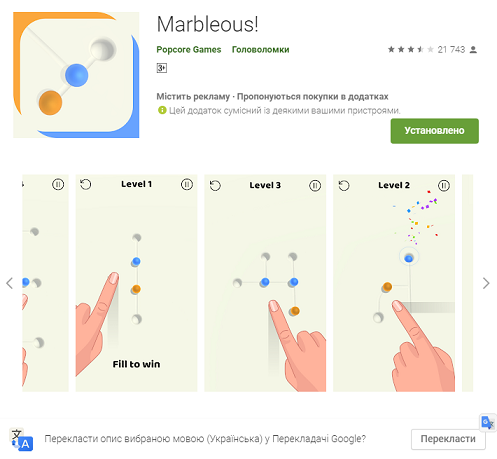 Marbleous!
Popcore Games Головоломки
21 743
3+
Містить рекламу · Пропонуються покупки в додатках
Цей додаток сумісний із деякими вашими пристроями.
Установлено
Level 1
Level 3
Level 2
Fill to win
Перекласти опис вибраною мовою (Українська) у Перекладачі Google?
Перекласти